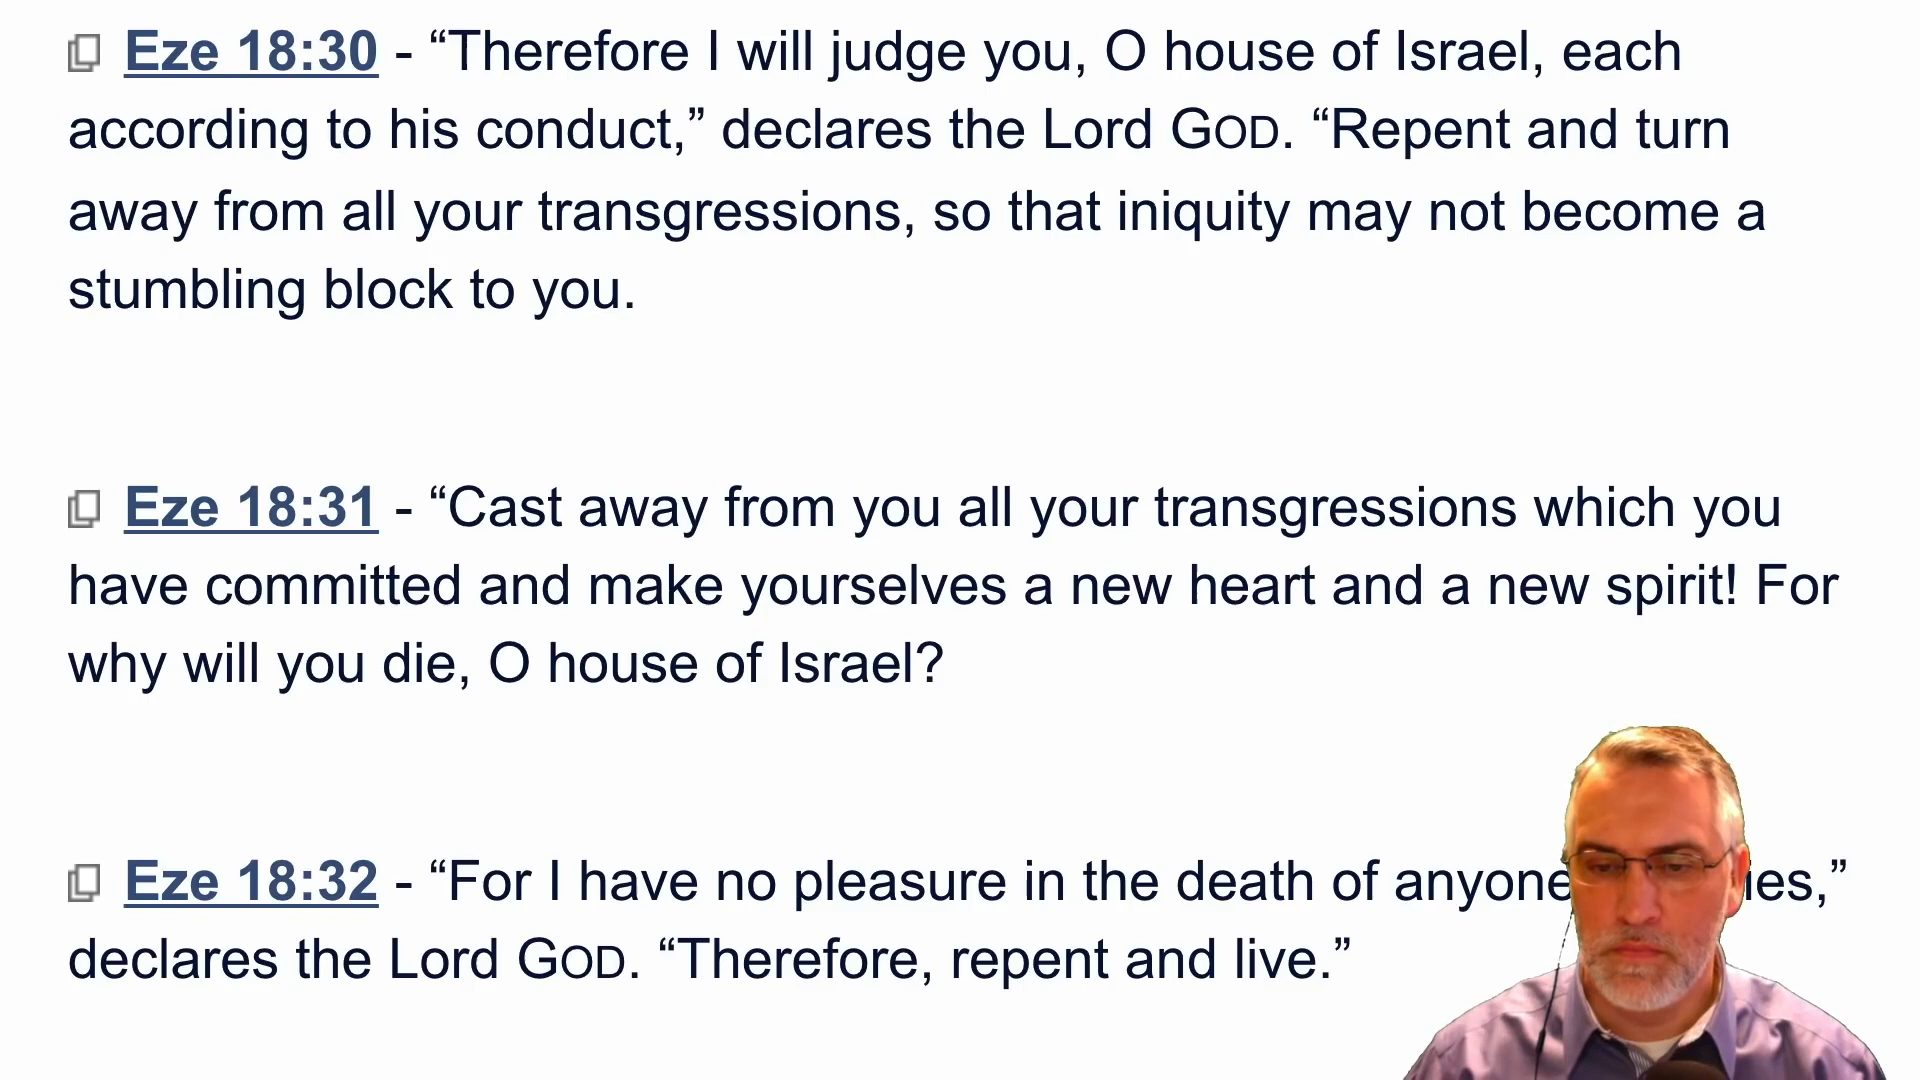 Eze 18:30 - “Therefore I will judge you, O house of Israel, each
according to his conduct,” declares the Lord GOD. “Repent and turn
away from all your transgressions, so that iniquity may not become a
stumbling block to you.
Eze 18:31 - “Cast away from you all your transgressions which you
have committed and make yourselves a new heart and a new spirit! For
why will you die, O house of Israel?
Eze 18:32 - “For I have no pleasure in the death of anyone
declares the Lord GOD. “Therefore, repent and live.”